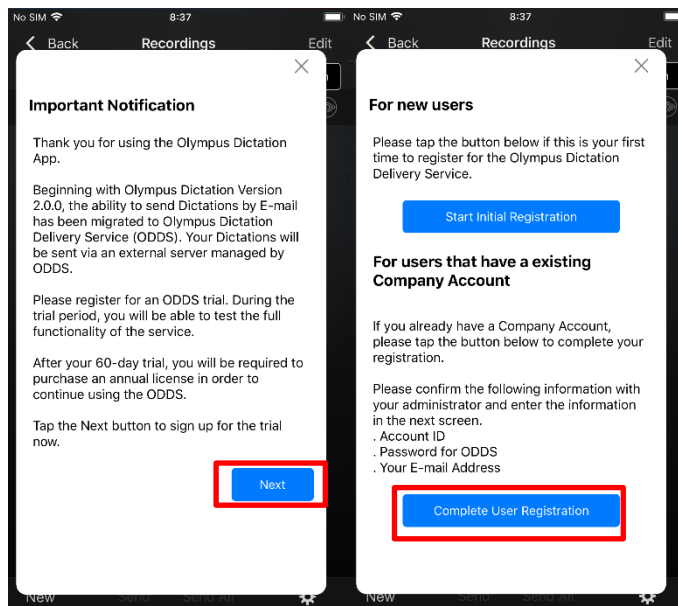 No SIM 8:37
Back Recordings Edit
Important Notification
Thank you for using the Olympus Dictation
App.
Beginning with Olympus Dictation Version
2.0.0, the ability to send Dictations by E-mail
has been migrated to Olympus Dictation
Delivery Service (ODDS). Your Dictations will
be sent via an external server managed by
ODDS.
Please register for an ODDS trial. During the
trial period, you will be able to test the full
functionality of the service.
After your 60-day trial, you will be required to
purchase an annual license in order to
continue using the ODDS.
Tap the Next button to sign up for the trial
now.
Next
New Send Send All
No SIM 8:37
Back Recordings Edit
For new users
Please tap the button below if this is your first
time to register for the Olympus Dictation
Delivery Service.
Start Initial Registration
For users that have a existing
Company Account
If you already have a Company Account,
please tap the button below to complete your
registration.
Please confirm the following information with
your administrator and enter the information
in the next screen.
. Account ID
. Password for ODDS
. Your E-mail Address
Complete User Registration
New Send Send All